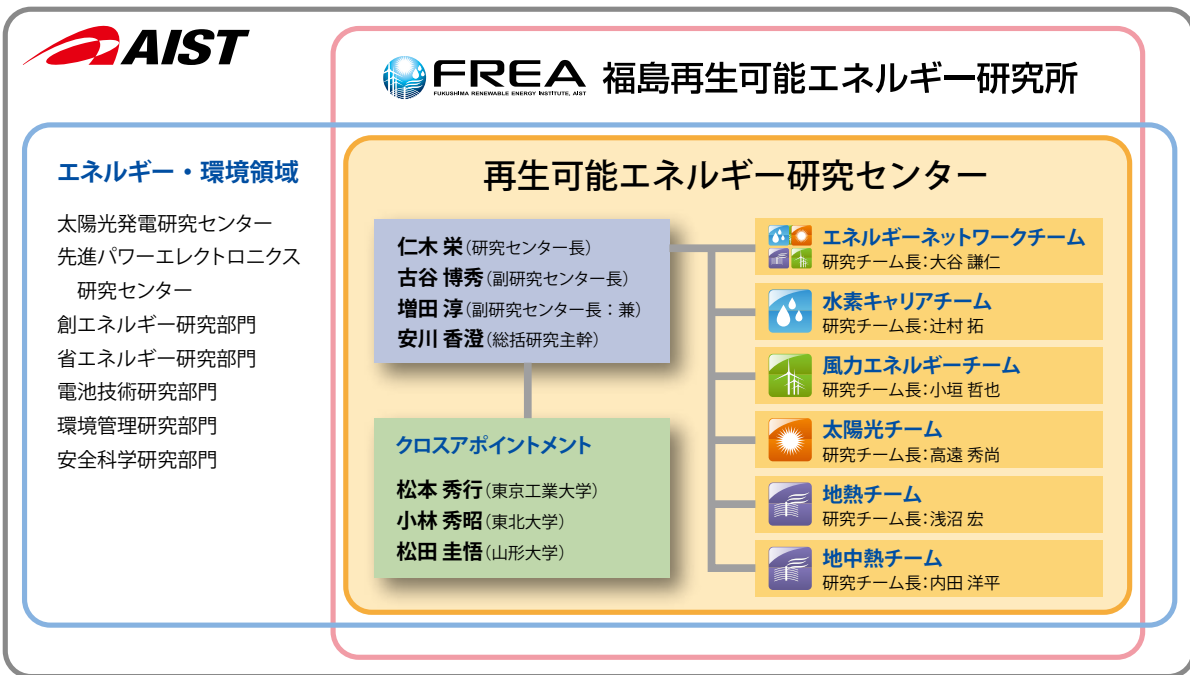 AIST
FREA
FUKUSHIMA RENEWABLE ENERGY INSTITUTE, AIST
福島再生可能エネルギー研究所
エネルギー・環境領域
太陽光発電研究センター
先進パワーエレクトロニクス
研究センター
創エネルギー研究部門
省エネルギー研究部門
電池技術研究部門
環境管理研究部門
安全科学研究部門
再生可能エネルギー研究センター
仁木 栄(研究センター長)
古谷 博秀(副研究センター長)
増田 淳(副研究センター長：兼)
安川 香澄(総括研究主幹)
クロスアポイントメント
松本 秀行(東京工業大学)
小林 秀昭(東北大学)
松田 圭悟(山形大学)
エネルギーネットワークチーム
研究チーム長:大谷 謙仁
水素キャリアチーム
研究チーム長:辻村 拓
風力エネルギーチーム
研究チーム長:小垣 哲也
太陽光チーム
研究チーム長:高遠 秀尚
地熱チーム
研究チーム長:浅沼 宏
地中熱チーム
研究チーム長:内田 洋平